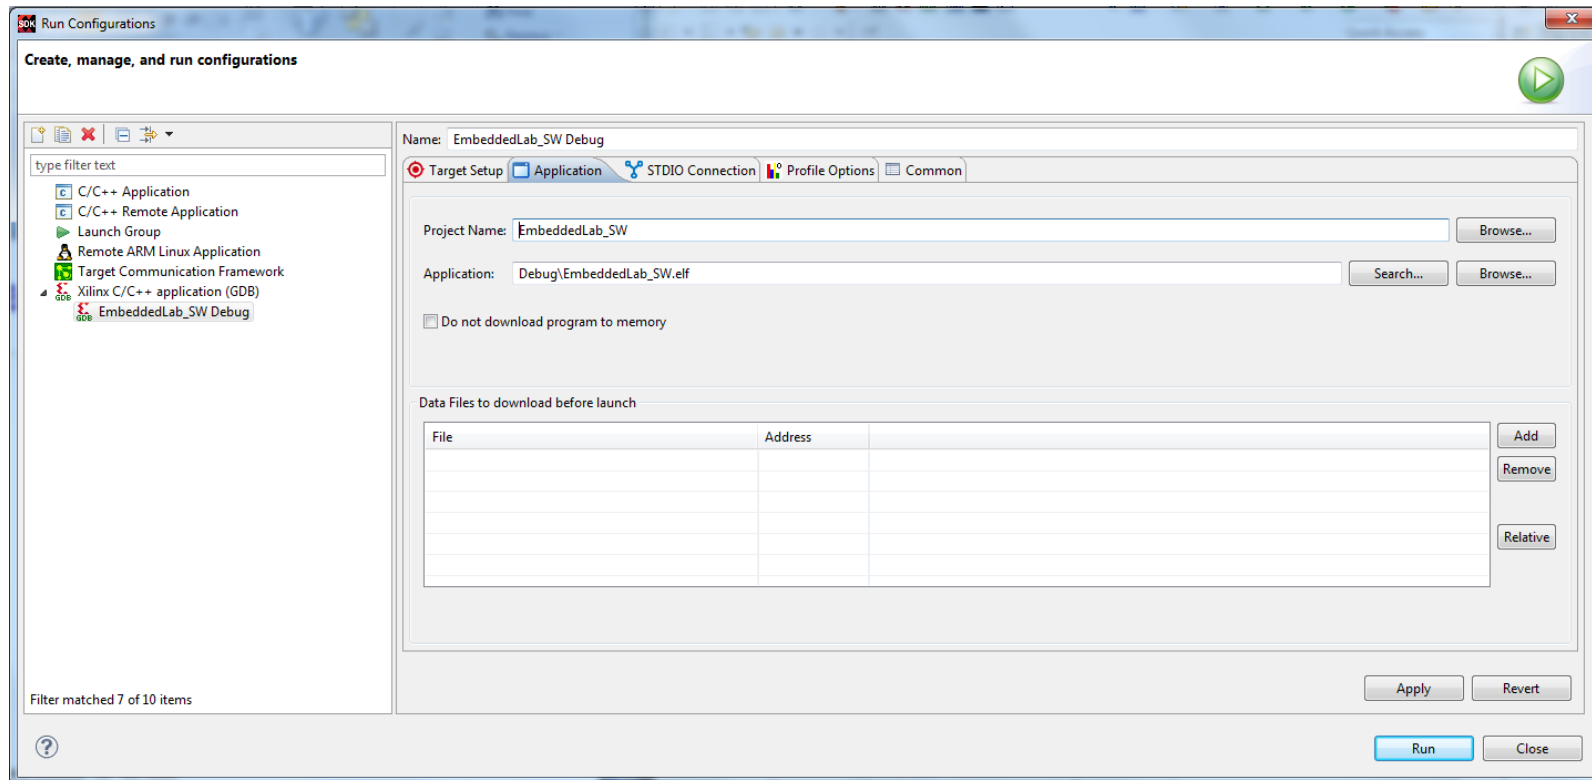 SDK Run Configurations
Create, manage, and run configurations
type filter text
C/C++ Application
C/C++ Remote Application
Launch Group
Remote ARM Linux Application
Target Communication Framework
GDB Xilinx C/C++ application (GDB)
GDB EmbeddedLab_SW Debug
Filter matched 7 of 10 items
Name: EmbeddedLab_SW Debug
Target Setup Application STDIO Connection Profile Options Common
Project Name: EmbeddedLab_SW Browse...
Application: Debug\EmbeddedLab_SW.elf Search... Browse...
Do not download program to memory
Data Files to download before launch
File Address Add
Remove
Relative
Apply Revert
Run Close